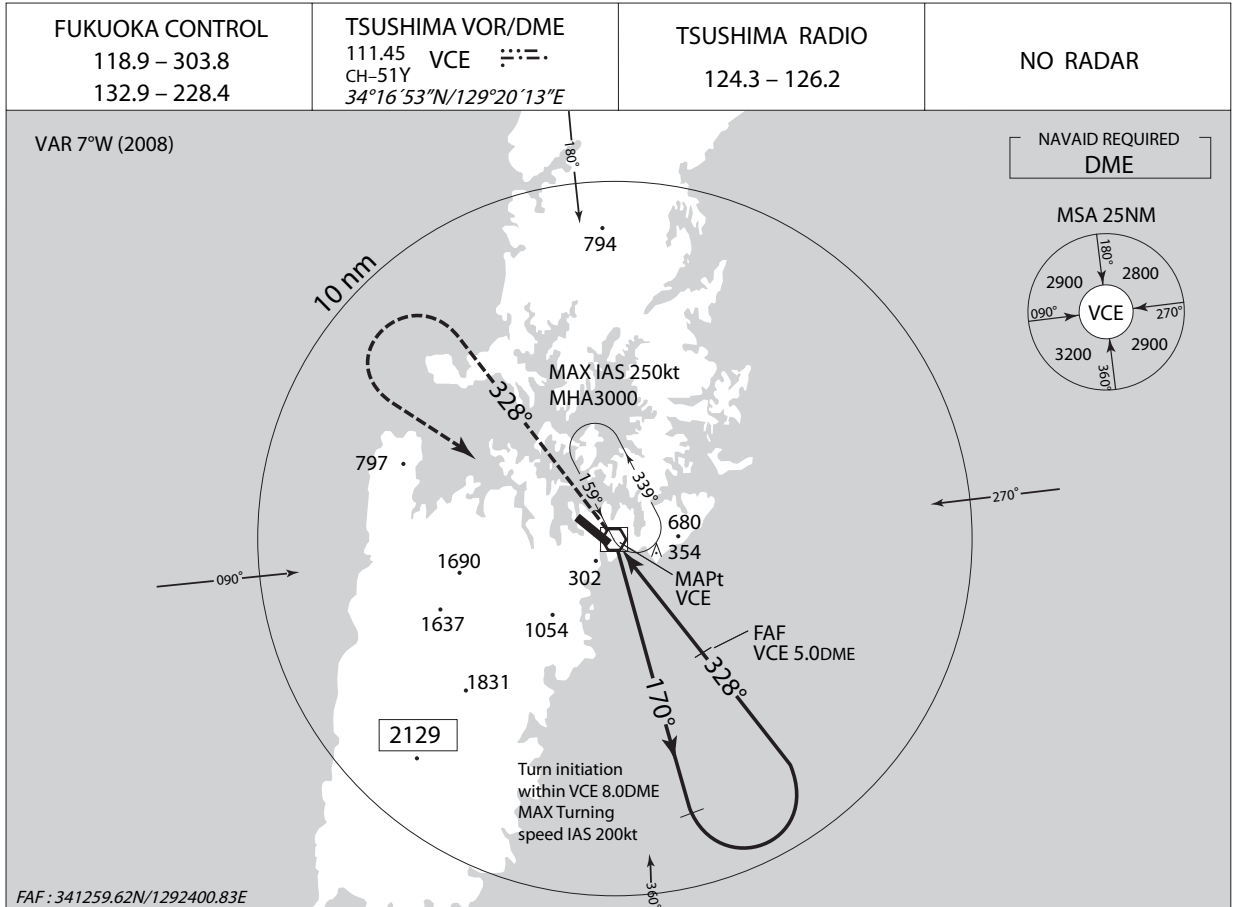 FUKUOKA CONTROL
118.9 – 303.8
132.9 – 228.4
TSUSHIMA VOR/DME
111.45
CH–51Y
VCE
34°16´53˝N/129°20´13˝E
TSUSHIMA RADIO
124.3 – 126.2
NO RADAR
VAR 7°W (2008)
NAVAID REQUIRED
DME
MSA 25NM
180°
2900
2800
090°
VCE
270°
3200
2900
360°
180°
794
10 nm
MAX IAS 250kt
MHA3000
328°
797
159°
339°
270°
680
354
302
MAPt
VCE
090°
1690
1637
1054
FAF
VCE 5.0DME
328°
170°
1831
2129
Turn initiation
within VCE 8.0DME
MAX Turning
speed IAS 200kt
360°
FAF : 341259.62N/1292400.83E